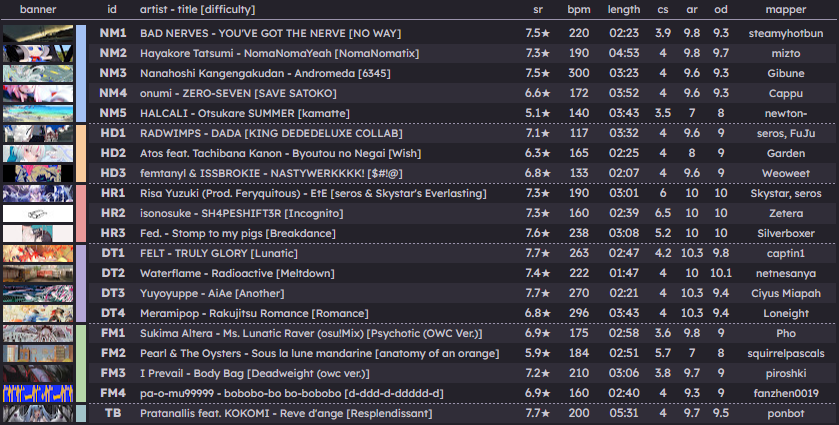 banner id artist - title [difficulty] sr bpm length cs ar od mapper
NM1 BAD NERVES - YOU'VE GOT THE NERVE [NO WAY] 7.5★ 220 02:23 3.9 9.8 9.3 steamyhotbun
NM2 Hayakore Tatsumi - NomaNomaYeah [NomaNomatix] 7.3★ 190 04:53 4 9.8 9.7 mizto
NM3 Nanahoshi Kangengakudan - Andromeda [6345] 7.5★ 300 03:23 4 9.6 9.3 Gibune
NM4 onumi - ZERO-SEVEN [SAVE SATOKO] 6.6★ 172 03:52 4 9.6 9.3 Cappu
NM5 HALCALI - Otsukare SUMMER [kamatte] 5.1★ 140 03:43 3.5 7 8 newton-
HD1 RADWIMPS - DADA [KING DEDEDELUXE COLLAB] 7.1★ 117 03:32 4 9.6 9 seros, FuJu
HD2 Atos feat. Tachibana Kanon - Byoutou no Negai [Wish] 6.3★ 165 02:25 4 8 9 Garden
HD3 femtanyl & ISSBROKIE - NASTYWERKKKK! [$#!@] 6.8★ 133 02:07 4 9.6 9 Weoweet
HR1 Risa Yuzuki (Prod. Feryquitous) - EtE [seros & Skystar's Everlasting] 7.3★ 190 03:01 6 10 10 Skystar, seros
HR2 isonosuke - SH4PESHIFT3R [Incognito] 7.3★ 160 02:39 6.5 10 10 Zetera
HR3 Fed. - Stomp to my pigs [Breakdance] 7.6★ 238 03:08 5.2 10 10 Silverboxer
DT1 FELT - TRULY GLORY [Lunatic] 7.7★ 263 02:47 4.2 10.3 9.8 captin1
DT2 Waterflame - Radioactive [Meltdown] 7.4★ 222 01:47 4 10 10.1 netnesanya
DT3 Yuyoyuppe - AiAe [Another] 7.7★ 270 02:21 4 10.3 9.4 Ciyus Miapah
DT4 Meramipop - Rakujitsu Romance [Romance] 6.8★ 296 03:43 4 10.3 9.4 Loneight
FM1 Sukima Altera - Ms. Lunatic Raver (osu!Mix) [Psychotic (OWC Ver.)] 6.9★ 175 02:58 3.6 9.8 9 Pho
FM2 Pearl & The Oysters - Sous la lune mandarine [anatomy of an orange] 5.9★ 184 02:51 5.7 7 8 squirrelpascals
FM3 I Prevail - Body Bag [Deadweight (owc ver.)] 7.2★ 210 03:06 3.8 9.7 9 piroshki
FM4 pa-o-mu99999 - bobobo-bo bo-bobobo [d-ddd-d-ddddd-d] 6.9★ 160 02:40 4 9.3 9 fanzhen0019
TB Pratanallis feat. KOKOMI - Reve d'ange [Resplendissant] 7.7★ 200 05:31 4 9.7 9.5 ponbot